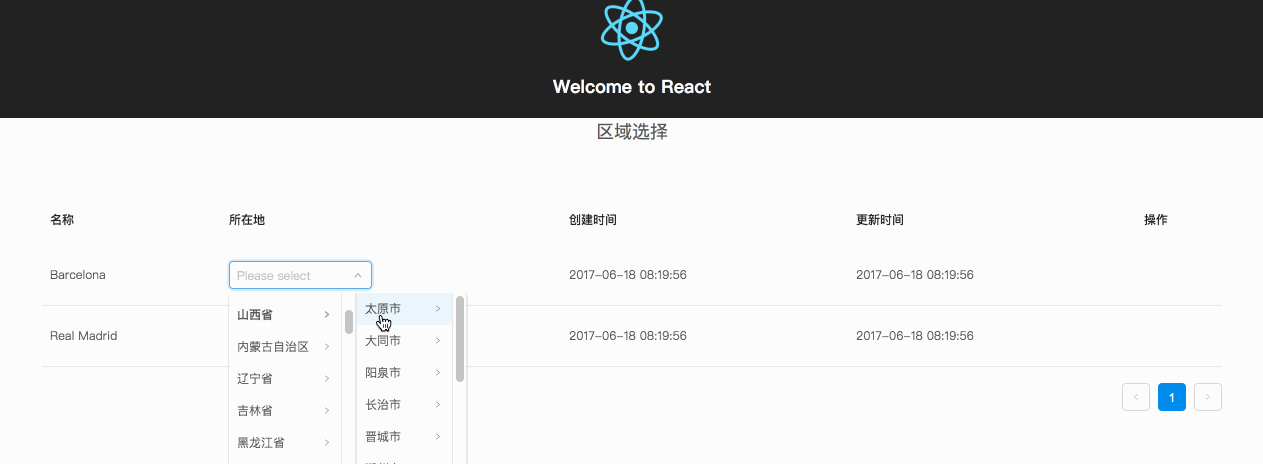 Welcome to React
区域选择
名称 所在地 创建时间 更新时间 操作
Barcelona Please select 2017-06-18 08:19:56 2017-06-18 08:19:56
山西省 > 太原市 >
Real Madrid 2017-06-18 08:19:56 2017-06-18 08:19:56
内蒙古自治区 > 大同市 >
辽宁省 > 阳泉市 >
吉林省 > 长治市 >
黑龙江省 > 晋城市 >
< 1 >